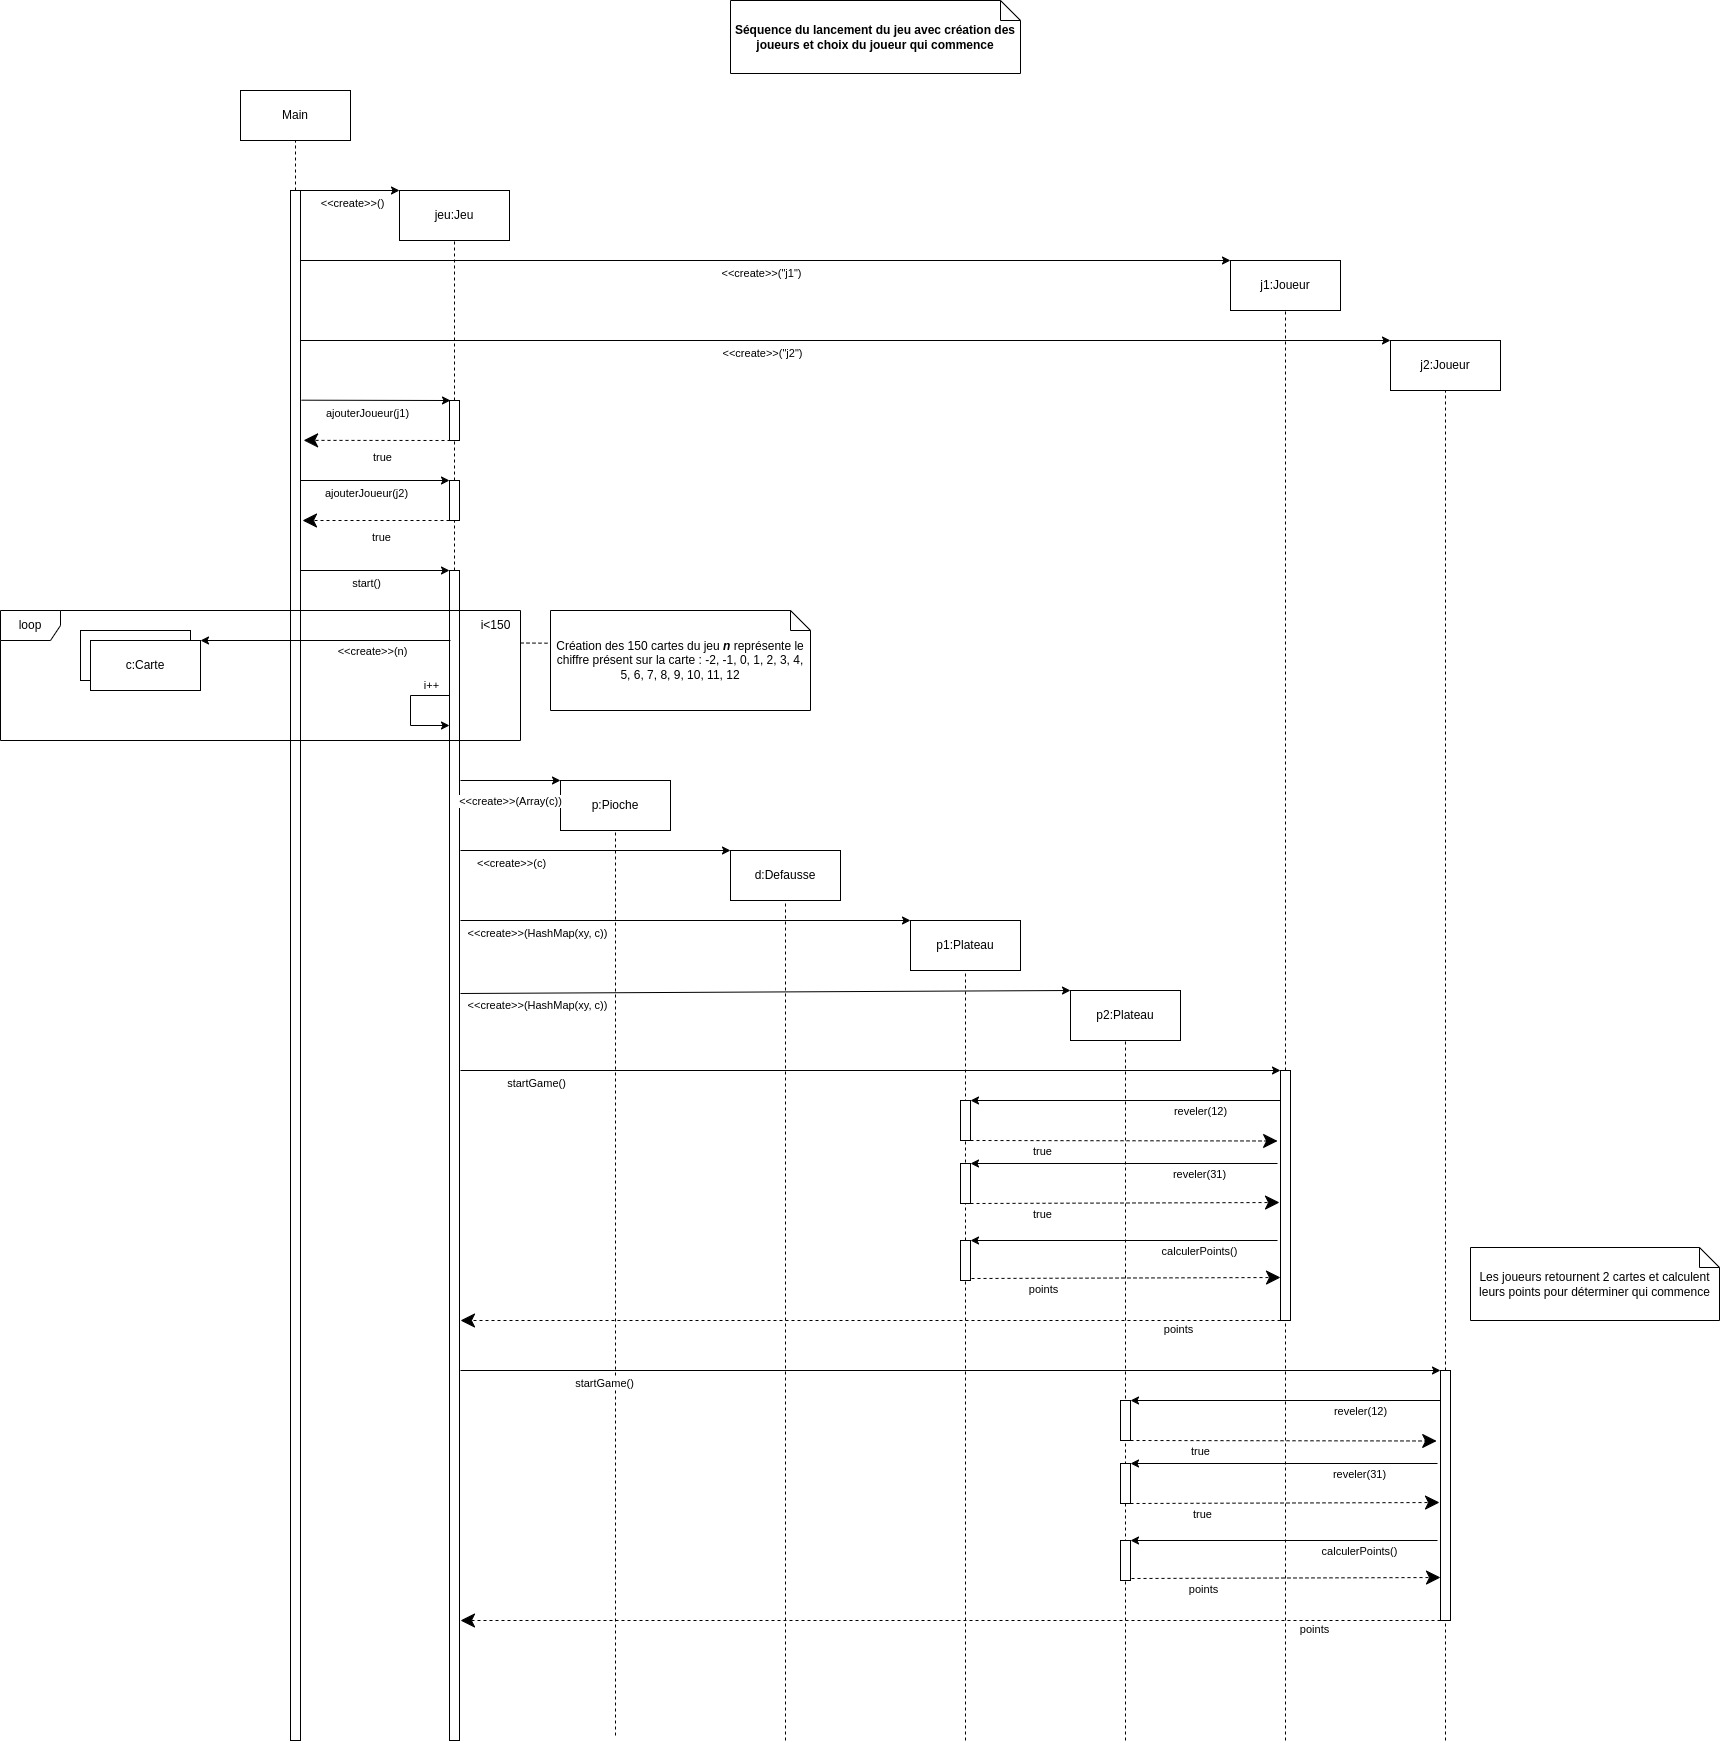 Séquence du lancement du jeu avec création des
joueurs et choix du joueur qui commence
Main
<<create>>()
jeu:Jeu
<<create>>("j1")
j1:Joueur
<<create>>("j2")
j2:Joueur
ajouterJoueur(j1)
true
ajouterJoueur(j2)
true
start()
loop
i<150
c:Carte
<<create>>(n)
i++
Création des 150 cartes du jeu n représente le
chiffre présent sur la carte : -2, -1, 0, 1, 2, 3, 4,
5, 6, 7, 8, 9, 10, 11, 12
<<create>>(Array(c))
p:Pioche
<<create>>(c)
d:Defausse
<<create>>(HashMap(xy, c))
p1:Plateau
<<create>>(HashMap(xy, c))
p2:Plateau
startGame()
reveler(12)
true
reveler(31)
true
calculerPoints()
points
Les joueurs retournent 2 cartes et calculent
leurs points pour déterminer qui commence
points
startGame()
reveler(12)
true
reveler(31)
true
calculerPoints()
points
points